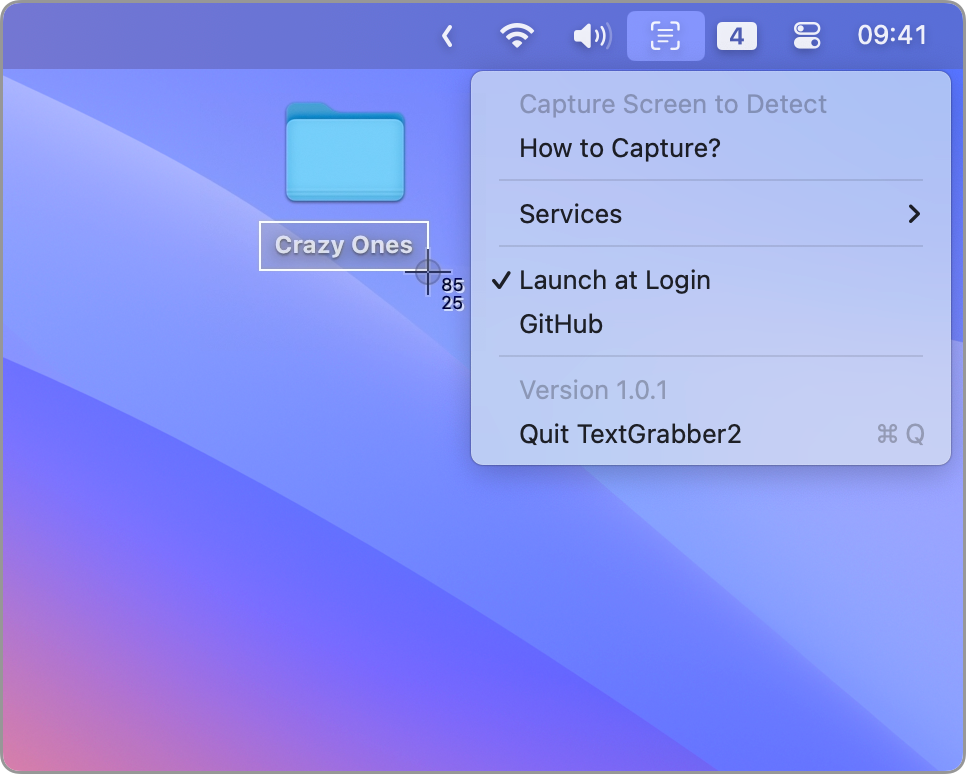 4
09:41
Capture Screen to Detect
How to Capture?
Services
Crazy Ones
85
25
Launch at Login
GitHub
Version 1.0.1
Quit TextGrabber2 ⌘ Q